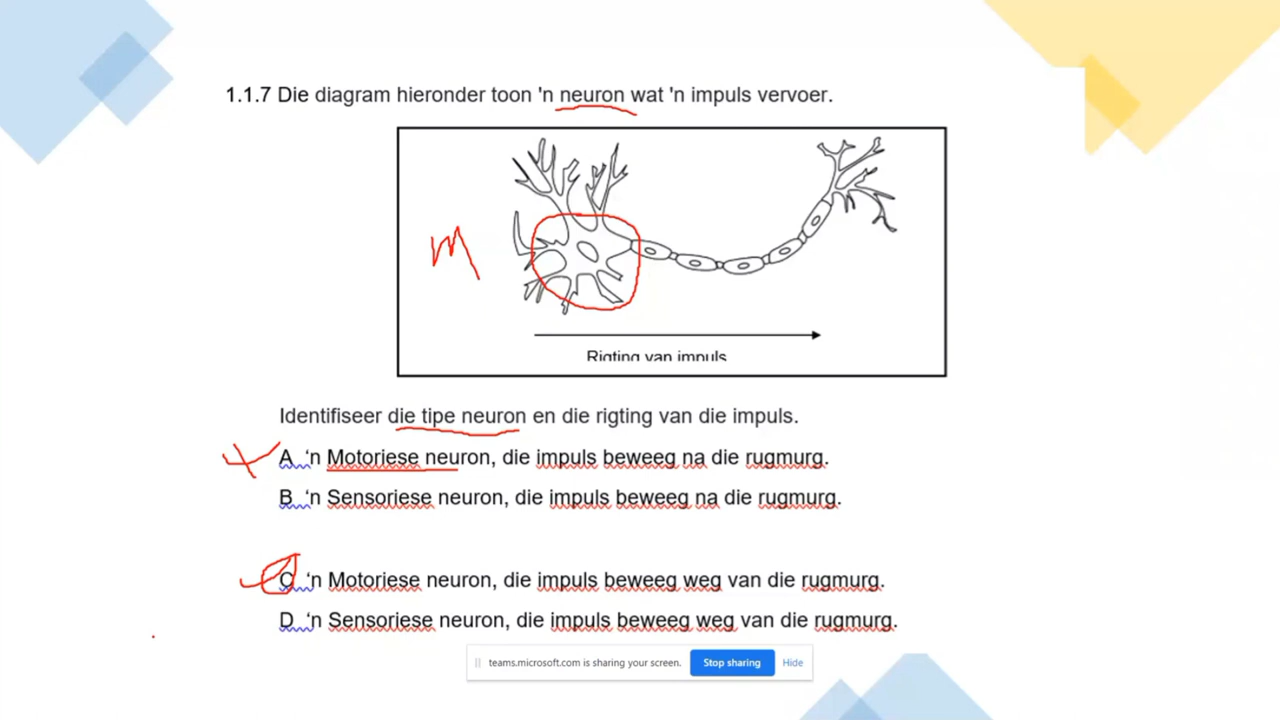 1.1.7 Die diagram hieronder toon 'n neuron wat 'n impuls vervoer.
M
Rigting van impuls
Identifiseer die tipe neuron en die rigting van die impuls.
A 'n Motoriese neuron, die impuls beweeg na die rugmurg.
B 'n Sensoriese neuron, die impuls beweeg na die rugmurg.
C 'n Motoriese neuron, die impuls beweeg weg van die rugmurg.
D 'n Sensoriese neuron, die impuls beweeg weg van die rugmurg.
teams.microsoft.com is sharing your screen. Stop sharing Hide